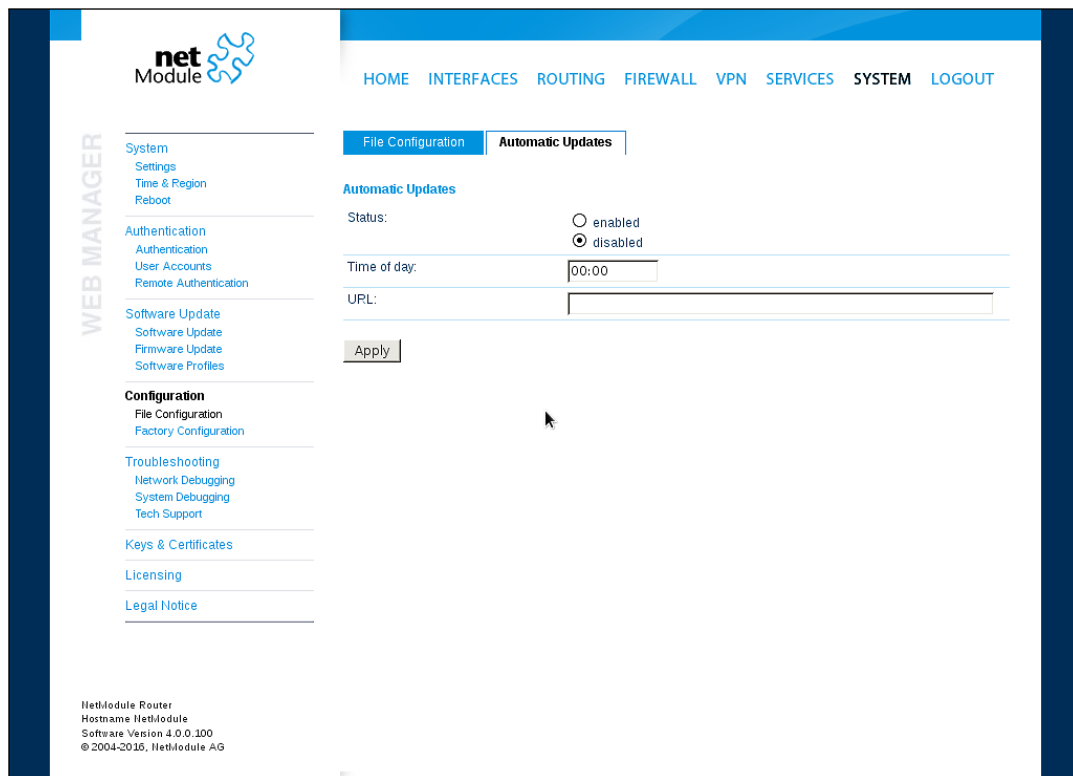 net
Module
HOME INTERFACES ROUTING FIREWALL VPN SERVICES SYSTEM LOGOUT
WEB MANAGER
System
Settings
Time & Region
Reboot
Authentication
Authentication
User Accounts
Remote Authentication
Software Update
Software Update
Firmware Update
Software Profiles
Configuration
File Configuration
Factory Configuration
Troubleshooting
Network Debugging
System Debugging
Tech Support
Keys & Certificates
Licensing
Legal Notice
File Configuration Automatic Updates
Automatic Updates
Status:
enabled
disabled
Time of day: 00:00
URL:
Apply
NetModule Router
Hostname NetModule
Software Version 4.0.0.100
© 2004-2016, NetModule AG